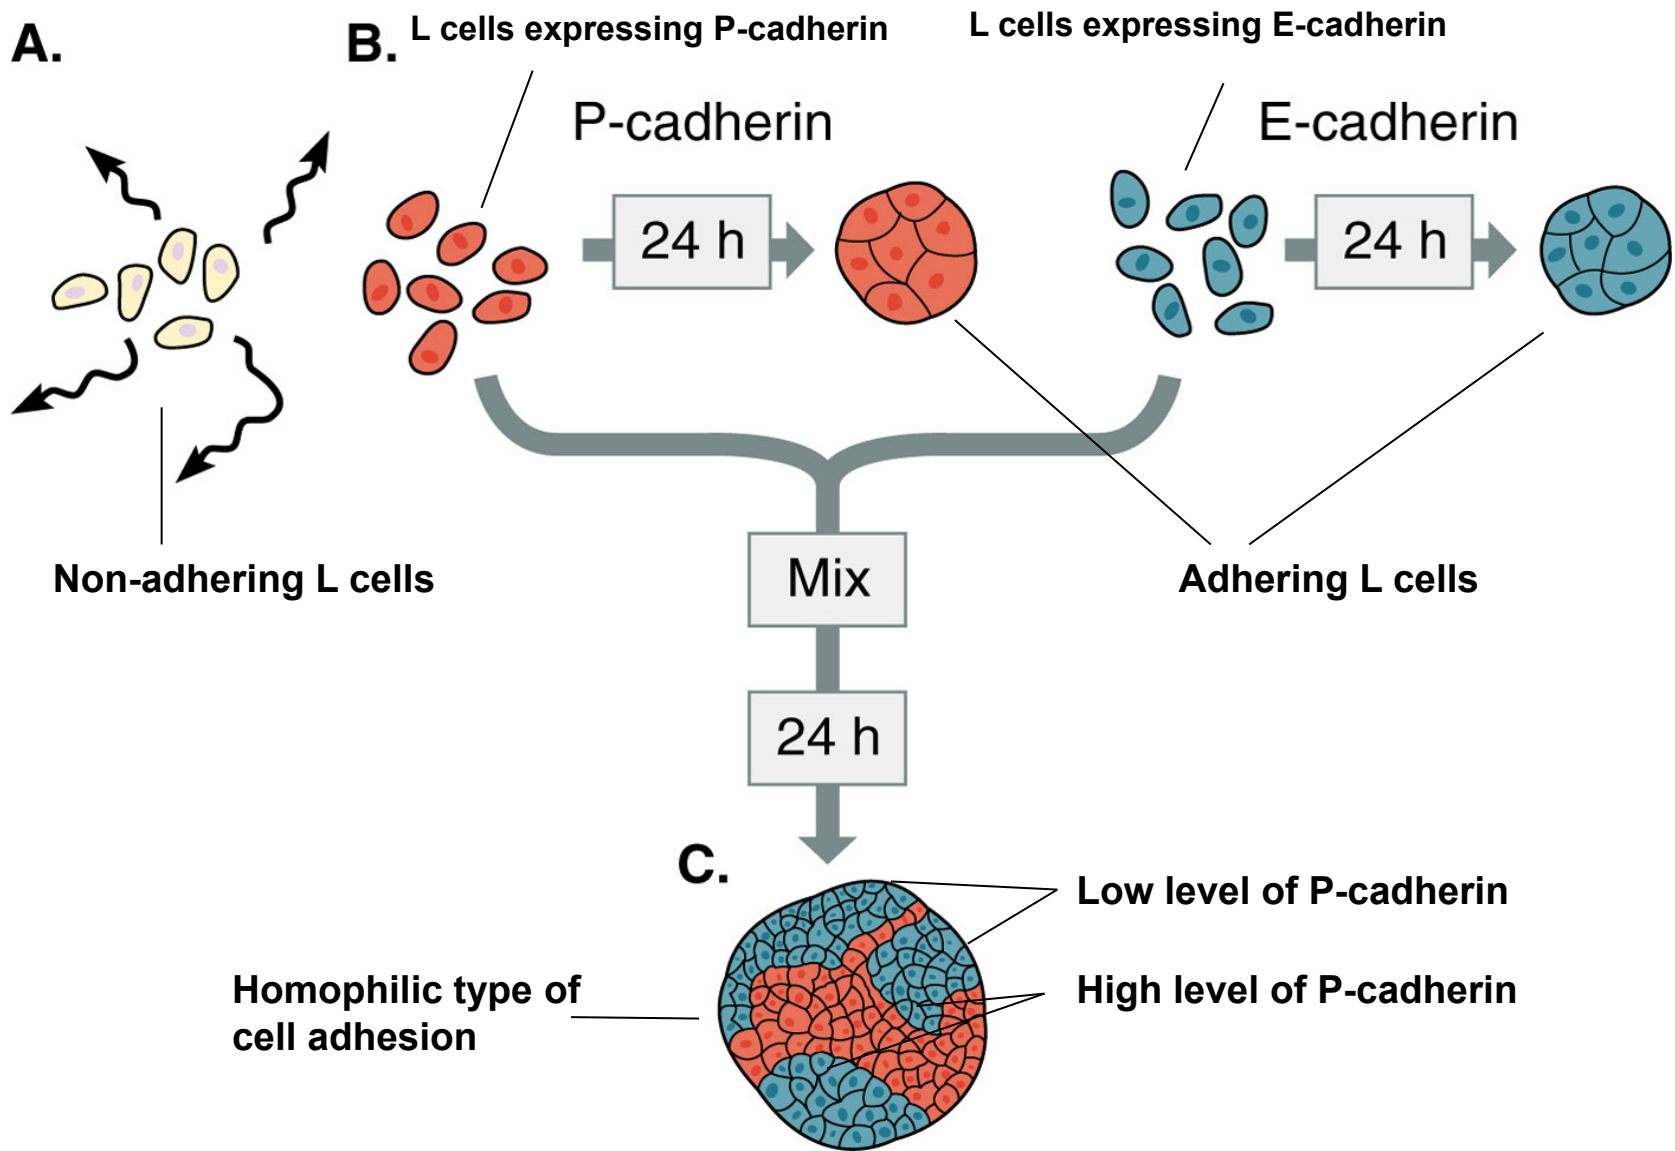 A.
B.
L cells expressing P-cadherin
L cells expressing E-cadherin
P-cadherin
E-cadherin
24 h
24 h
Non-adhering L cells
Mix
Adhering L cells
24 h
C.
Low level of P-cadherin
Homophilic type of
cell adhesion
High level of P-cadherin